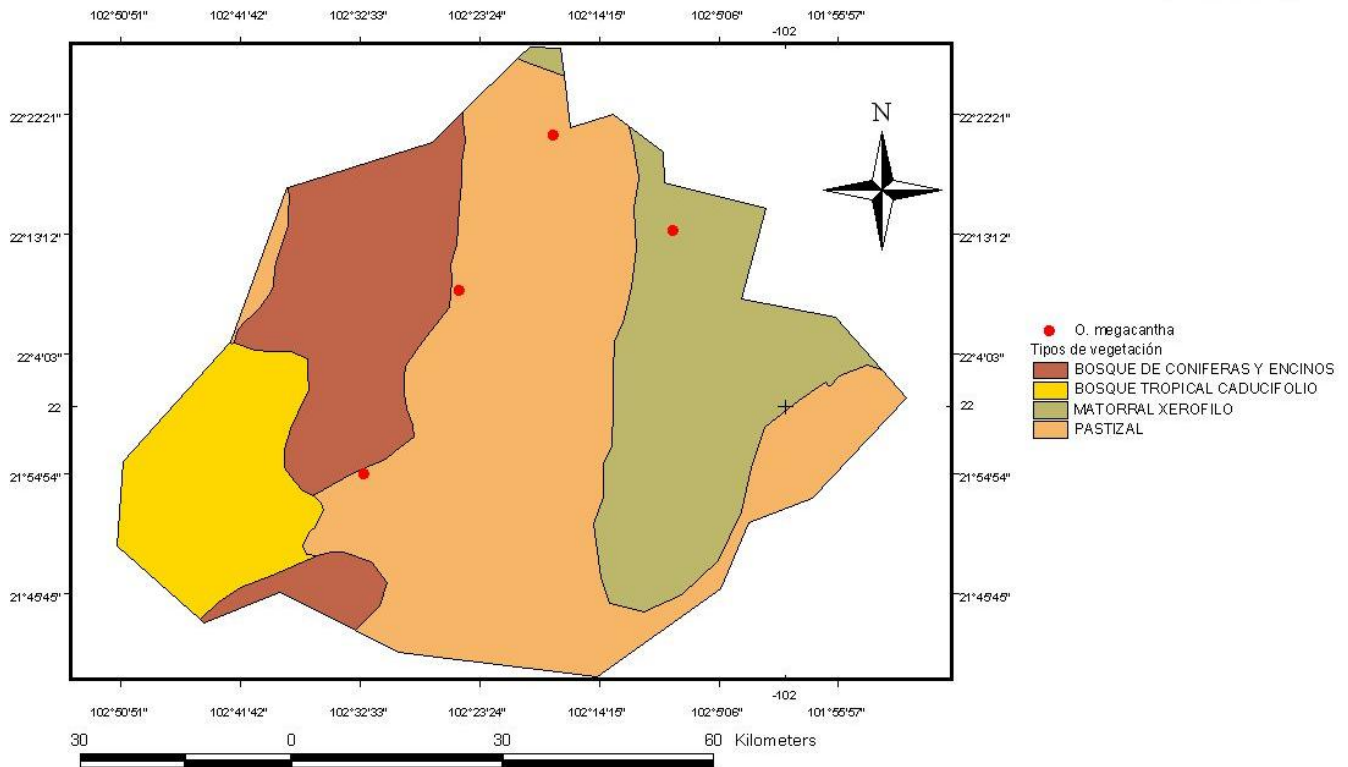 102°50'51" 102°41'42" 102°32'33" 102°23'24" 102°14'15" 102°5'06" 101°55'57"
-102
N
22°22'21" 22°22'21"
22°13'12" 22°13'12"
22°4'03" 22°4'03"
22 22
21°54'54" 21°54'54"
21°45'45" 21°45'45"
O. megacantha
Tipos de vegetación
BOSQUE DE CONIFERAS Y ENCINOS
BOSQUE TROPICAL CADUCIFOLIO
MATORRAL XEROFILO
PASTIZAL
-102
102°50'51" 102°41'42" 102°32'33" 102°23'24" 102°14'15" 102°5'06" 101°55'57"
30 0 30 60 Kilometers